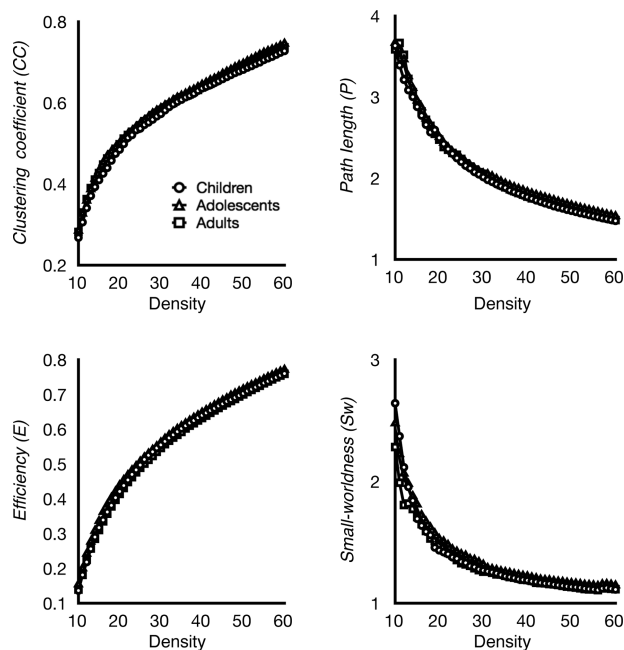 Clustering coefficient (CC)
0.8
0.6
0.4
0.2
Children
Adolescents
Adults
10 20 30 40 50 60
Density
Path length (P)
4
3
2
1
10 20 30 40 50 60
Density
Efficiency (E)
0.8
0.7
0.6
0.5
0.4
0.3
0.2
0.1
10 20 30 40 50 60
Density
Small-worldness (Sw)
3
2
1
10 20 30 40 50 60
Density